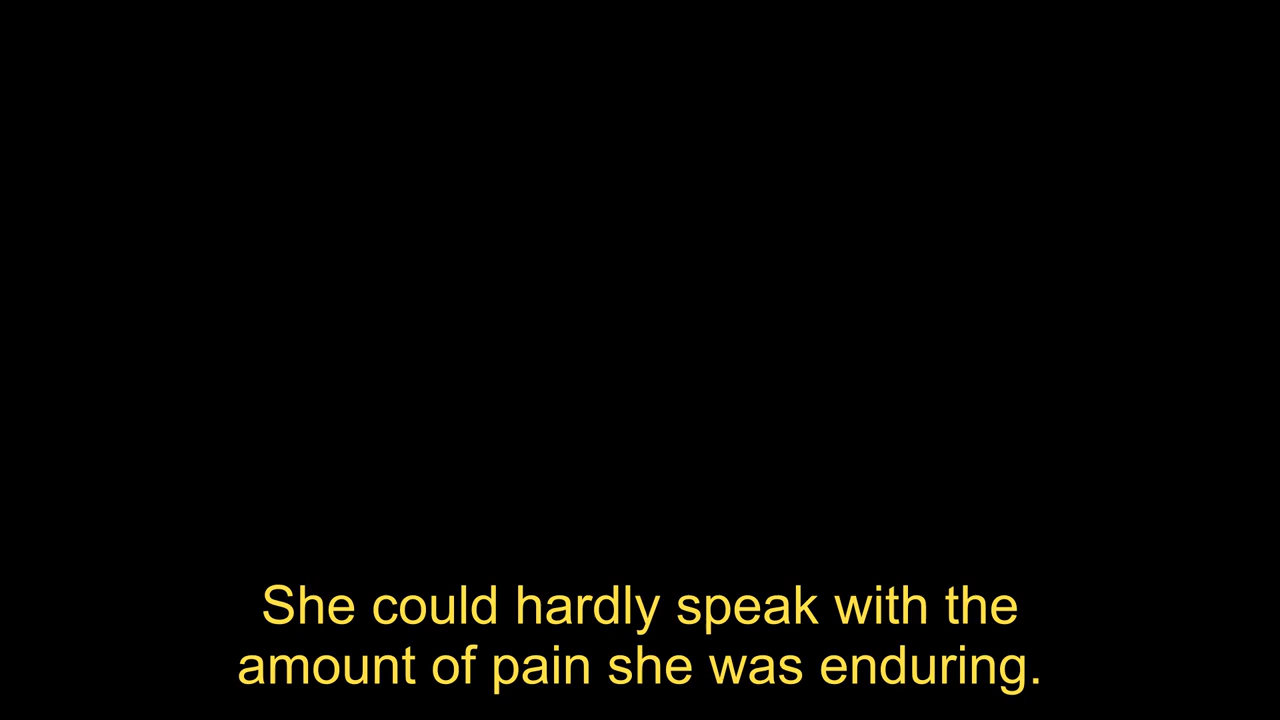 She could hardly speak with the
amount of pain she was enduring.